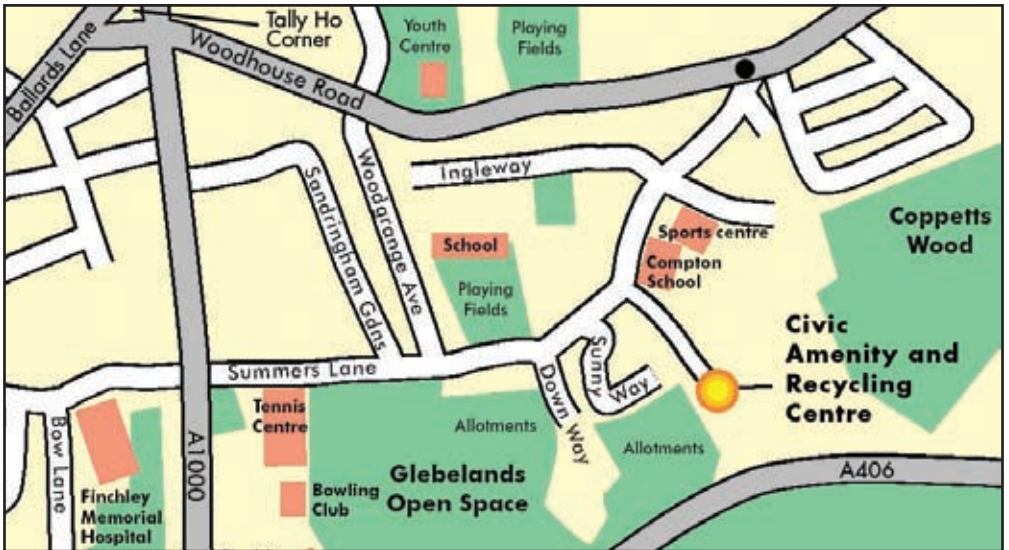 Tally Ho
Corner
Ballards Lane
Woodhouse Road
Youth
Centre
Playing
Fields
Ingleway
Sandringham Gdns
Woodgrange Ave
School
Playing
Fields
Sports centre
Compton
School
Coppetts
Wood
Civic
Amenity and
Recycling
Centre
Summers Lane
Sunny
Way
Down Way
Bow Lane
A1000
Tennis
Centre
Allotments
Allotments
Glebelands
Open Space
Bowling
Club
Finchley
Memorial
Hospital
A406